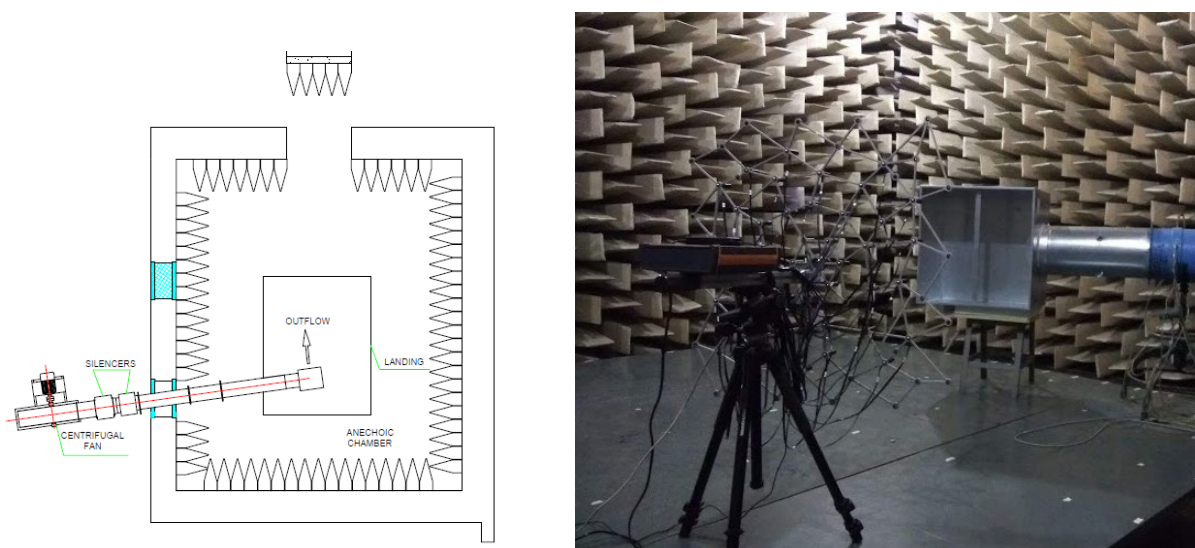 OUTFLOW
SILENCERS
LANDING
CENTRIFUGAL
FAN
ANECHOIC
CHAMBER